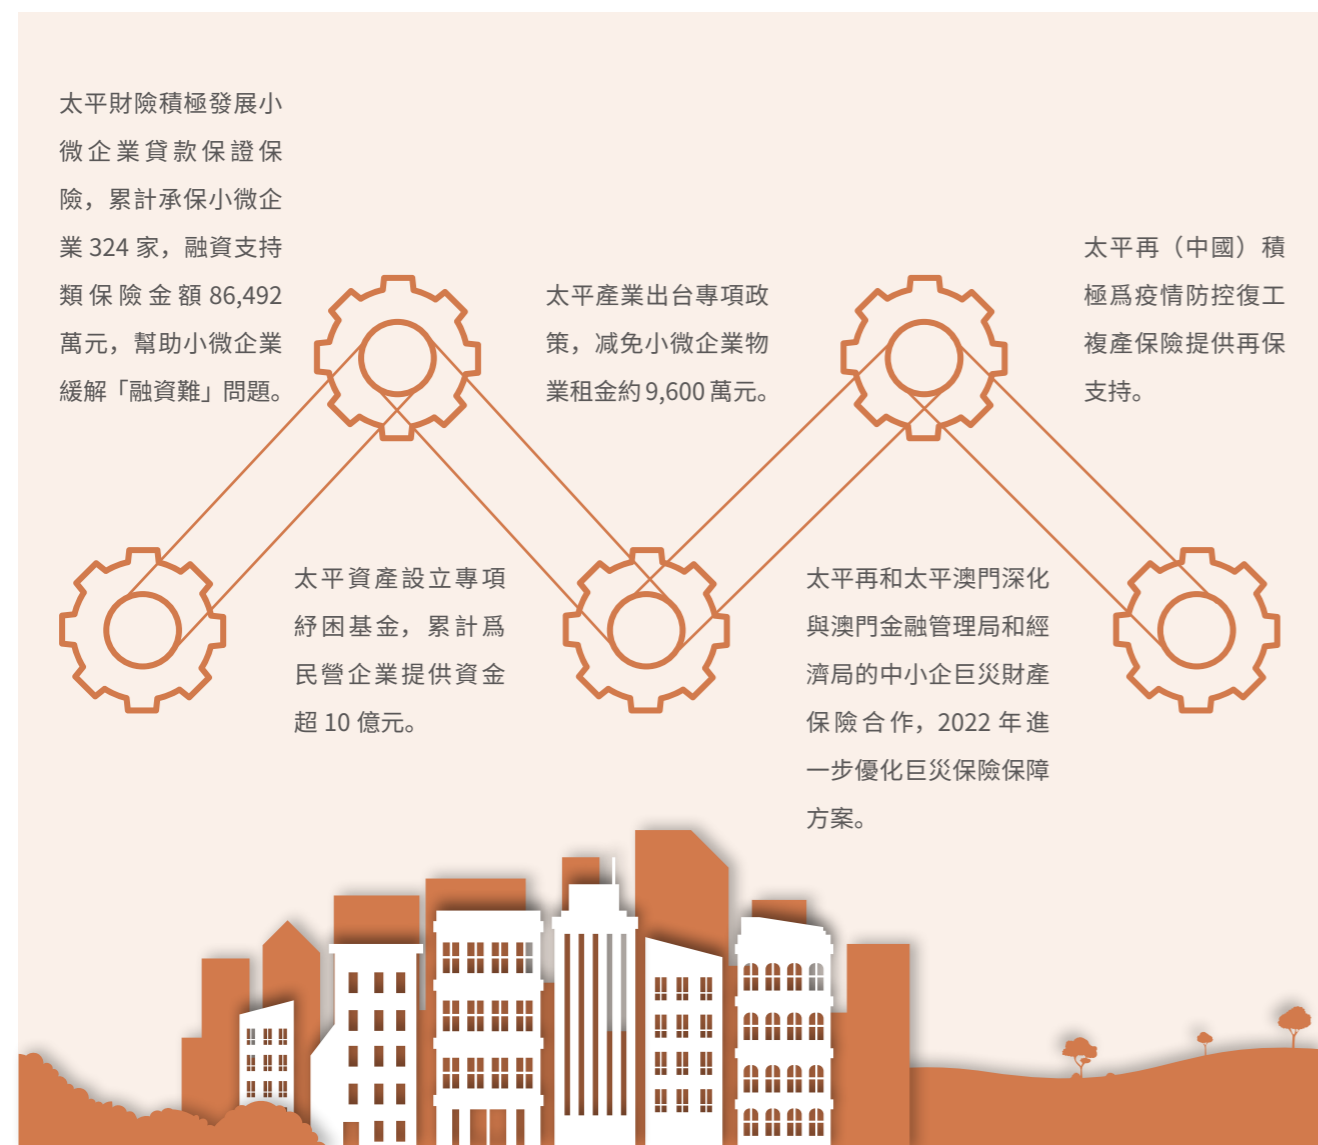 太平財險積極發展小
微企業貸款保證保
險，累計承保小微企
業 324 家，融資支持
類保險金額 86,492
萬元，幫助小微企業
緩解「融資難」問題。
太平資產設立專項
紓困基金，累計爲
民營企業提供資金
超 10 億元。
太平產業出台專項政
策，減免小微企業物
業租金約 9,600 萬元。
太平再和太平澳門深化
與澳門金融管理局和經
濟局的中小企巨災財產
保險合作，2022 年進
一步優化巨災保險保障
方案。
太平再（中國）積
極爲疫情防控復工
複產保險提供再保
支持。